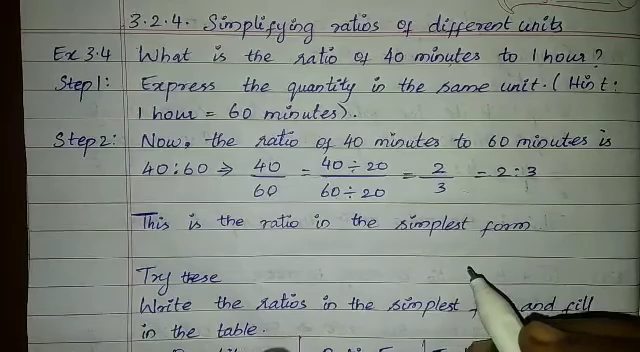 3.2.4. Simplifying ratios of different units
Ex 3.4 What is the ratio of 40 minutes to 1 hour?
Step 1: Express the quantity in the same unit. (Hint:
1 hour = 60 minutes).
Step 2: Now, the ratio of 40 minutes to 60 minutes is
40:60 ⇒ 40/60 = 40÷20/60÷20 = 2/3 = 2:3
This is the ratio in the simplest form
Try these
Write the ratios in the simplest and fill
in the table.